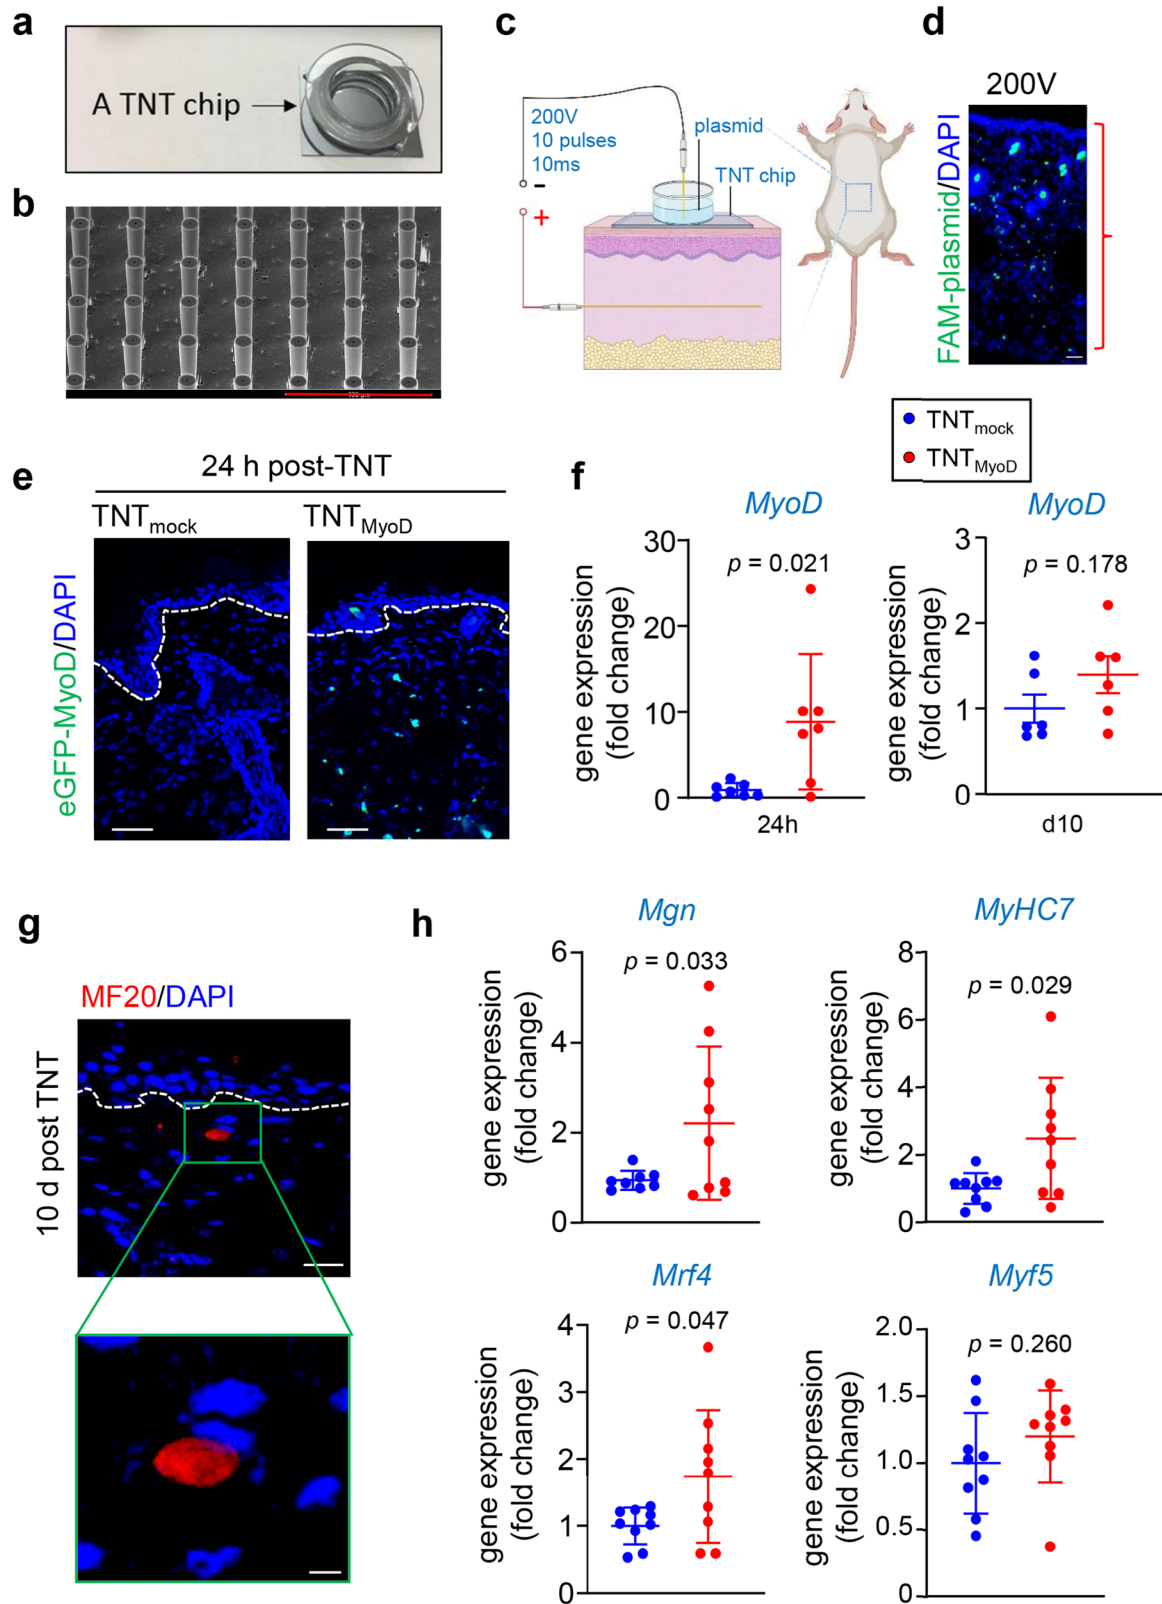 a
A TNT chip
b
c
200V
10 pulses
10ms
-
+
plasmid
TNT chip
d
200V
FAM-plasmid/DAPI
TNTmock
TNTMyoD
e
24 h post-TNT
TNTmock
TNTMyoD
eGFP-MyoD/DAPI
f
MyoD
p = 0.021
gene expression
(fold change)
30
20
10
0
24h
MyoD
p = 0.178
gene expression
(fold change)
3
2
1
0
d10
g
MF20/DAPI
10 d post TNT
h
Mgn
p = 0.033
gene expression
(fold change)
6
4
2
0
MyHC7
p = 0.029
gene expression
(fold change)
8
6
4
2
0
Mrf4
p = 0.047
gene expression
(fold change)
4
3
2
1
0
Myf5
p = 0.260
gene expression
(fold change)
2.0
1.5
1.0
0.5
0